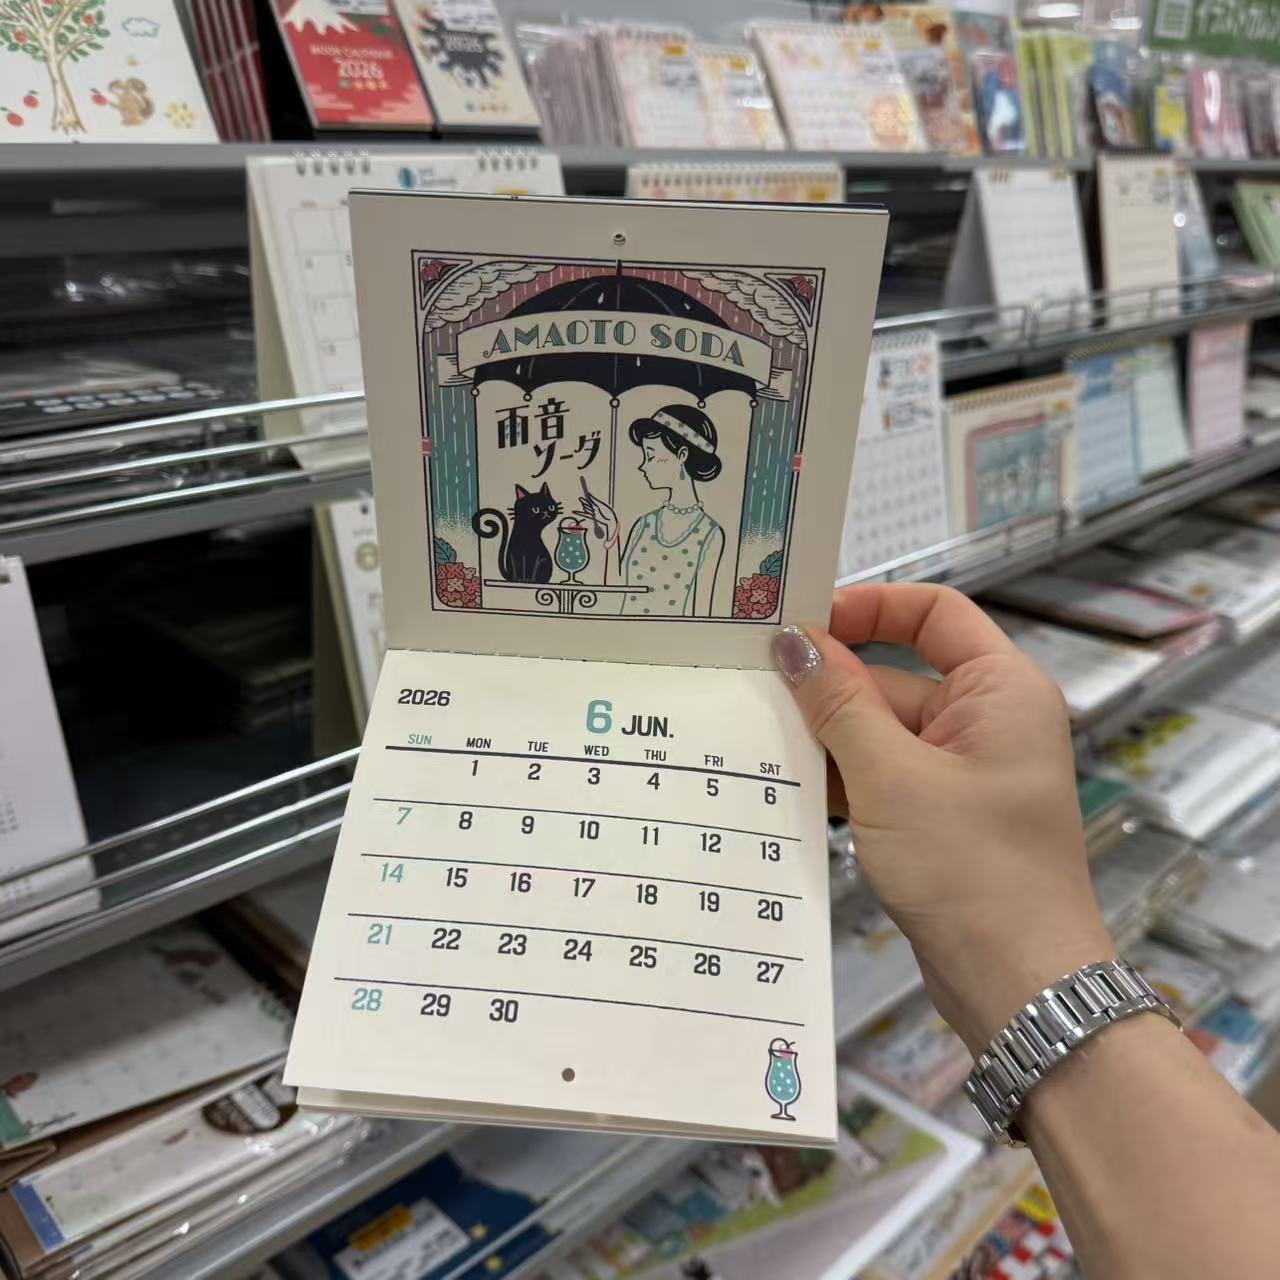 2026
AMAOTO SODA
雨音
ソーダ
2026
6 JUN.
SUN MON TUE WED THU FRI SAT
1 2 3 4 5 6
7 8 9 10 11 12 13
14 15 16 17 18 19 20
21 22 23 24 25 26 27
28 29 30